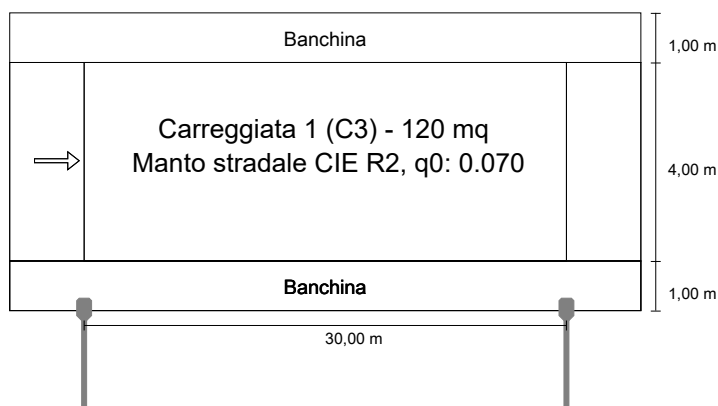 Banchina
1,00 m
Carreggiata 1 (C3) - 120 mq
Manto stradale CIE R2, q0: 0.070
4,00 m
Banchina
1,00 m
30,00 m